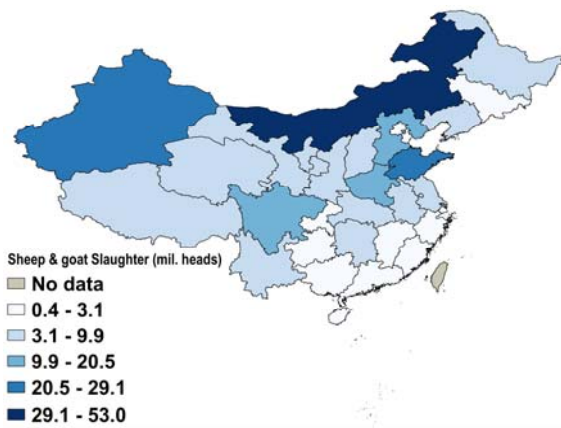 Sheep & goat Slaughter (mil. heads)
No data
0.4 - 3.1
3.1 - 9.9
9.9 - 20.5
20.5 - 29.1
29.1 - 53.0